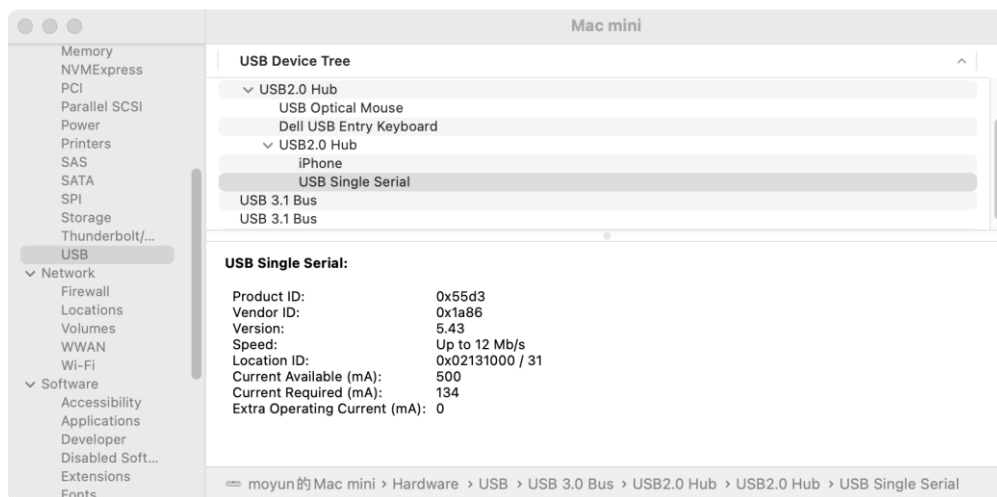 Mac mini
Memory
NVMExpress
PCI
Parallel SCSI
Power
Printers
SAS
SATA
SPI
Storage
Thunderbolt/...
USB
Network
Firewall
Locations
Volumes
WWAN
Wi-Fi
Software
Accessibility
Applications
Developer
Disabled Soft...
Extensions
Fonts
USB Device Tree
USB2.0 Hub
USB Optical Mouse
Dell USB Entry Keyboard
USB2.0 Hub
iPhone
USB Single Serial
USB 3.1 Bus
USB 3.1 Bus
USB Single Serial:
Product ID: 0x55d3
Vendor ID: 0x1a86
Version: 5.43
Speed: Up to 12 Mb/s
Location ID: 0x02131000 / 31
Current Available (mA): 500
Current Required (mA): 134
Extra Operating Current (mA): 0
moyun的 Mac mini › Hardware › USB › USB 3.0 Bus › USB2.0 Hub › USB2.0 Hub › USB Single Serial